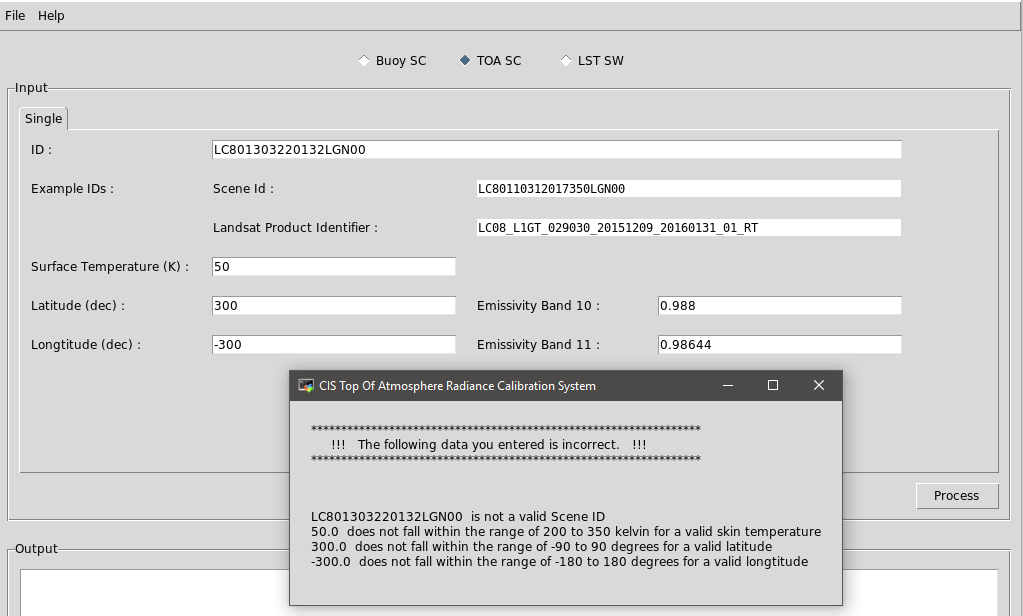 File Help
Buoy SC TOA SC LST SW
Input
Single
ID : LC801303220132LGN00
Example IDs : Scene Id : LC80110312017350LGN00
Landsat Product Identifier : LC08_L1GT_029030_20151209_20160131_01_RT
Surface Temperature (K) : 50
Latitude (dec) : 300 Emissivity Band 10 : 0.988
Longtitude (dec) : -300 Emissivity Band 11 : 0.98644
CIS Top Of Atmosphere Radiance Calibration System
*****************************************************************
!!! The following data you entered is incorrect. !!!
*****************************************************************
LC801303220132LGN00 is not a valid Scene ID
50.0 does not fall within the range of 200 to 350 kelvin for a valid skin temperature
300.0 does not fall within the range of -90 to 90 degrees for a valid latitude
-300.0 does not fall within the range of -180 to 180 degrees for a valid longtitude
Process
Output